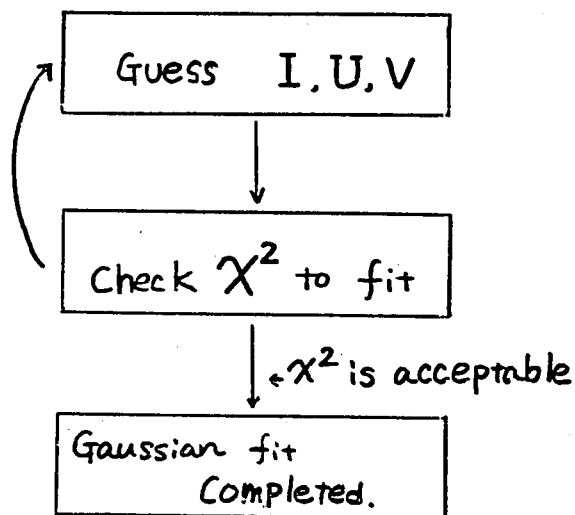 Guess I, U, V
Check χ² to fit
←χ² is acceptable
Gaussian fit
Completed.